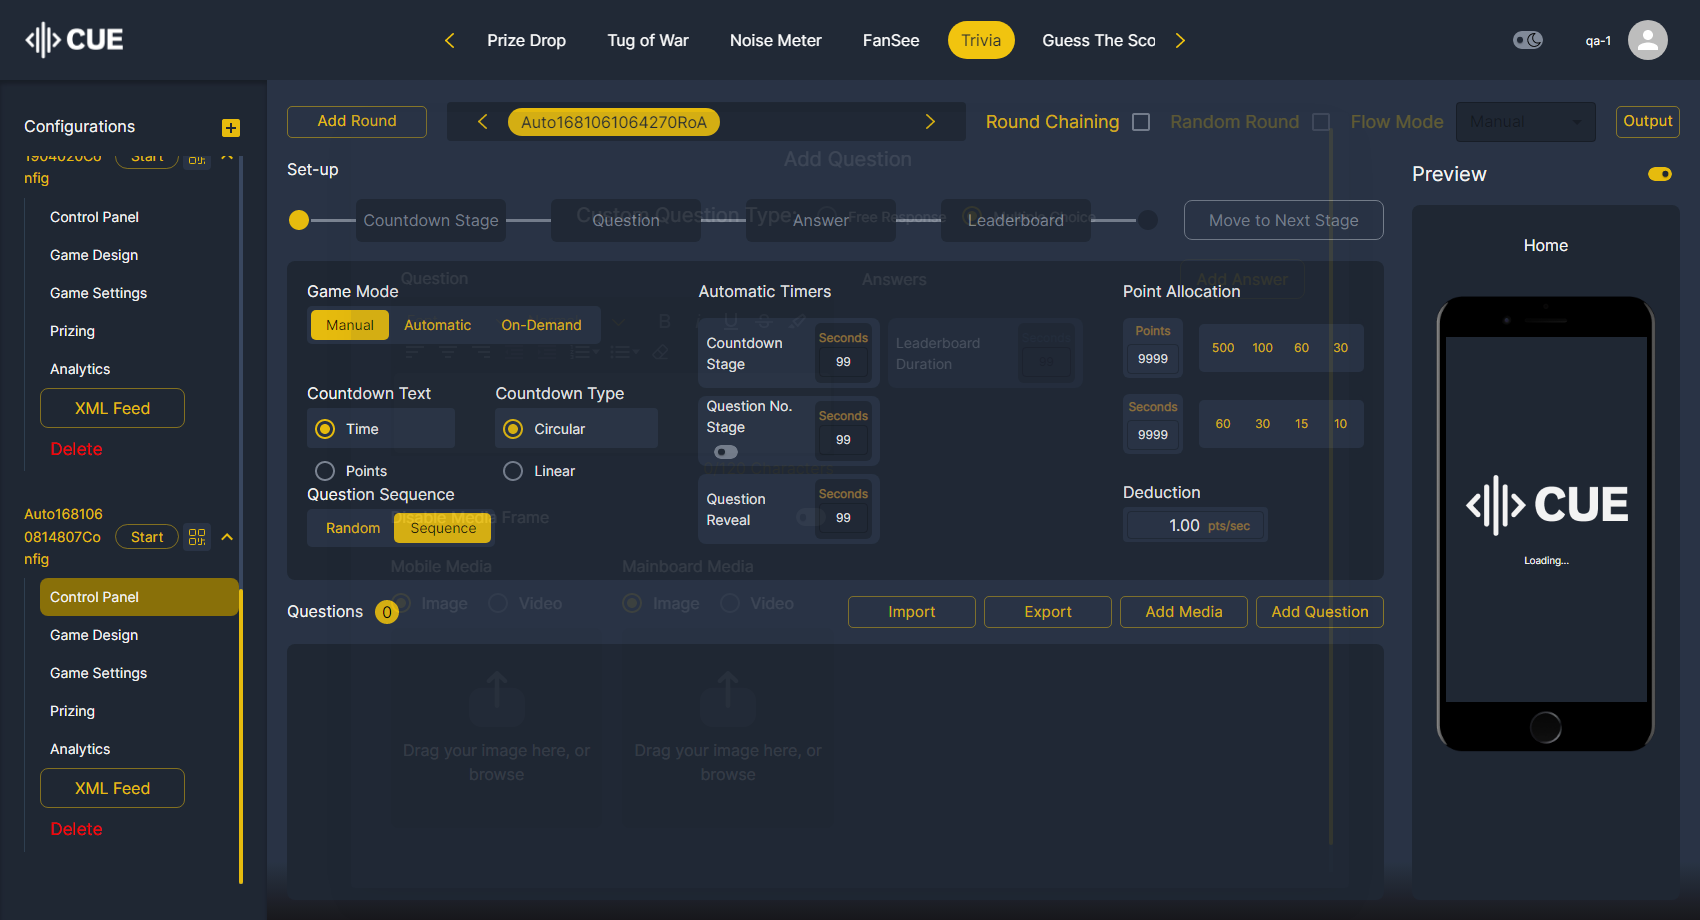 CUE
Prize Drop
Tug of War
Noise Meter
FanSee
Trivia
Guess The Sco
qa-1
Configurations
1904020Co
nfig
Start
Control Panel
Game Design
Game Settings
Prizing
Analytics
XML Feed
Delete
Auto168106
0814807Co
nfig
Start
Control Panel
Game Design
Game Settings
Prizing
Analytics
XML Feed
Delete
Add Round
Auto1681061064270RoA
Round Chaining
Random Round
Flow Mode
Manual
Output
Add Question
Set-up
Countdown Stage
Question
Answer
Leaderboard
Move to Next Stage
Custom Question Type:
Free Response
Multiple Choice
Question
Answers
Add Answer
Game Mode
Manual
Automatic
On-Demand
Countdown Text
Time
Points
Countdown Type
Circular
Linear
Question Sequence
Random
Sequence
Disable Media Frame
Automatic Timers
Countdown
Stage
Seconds
99
Leaderboard
Duration
Question No.
Stage
Seconds
99
Question
Reveal
Seconds
99
Point Allocation
Points
9999
500
100
60
30
Seconds
9999
60
30
15
10
Deduction
1.00 pts/sec
Mobile Media
Image
Video
Mainboard Media
Image
Video
Questions
0
Import
Export
Add Media
Add Question
Drag your image here, or
browse
Drag your image here, or
browse
Preview
Home
CUE
Loading...